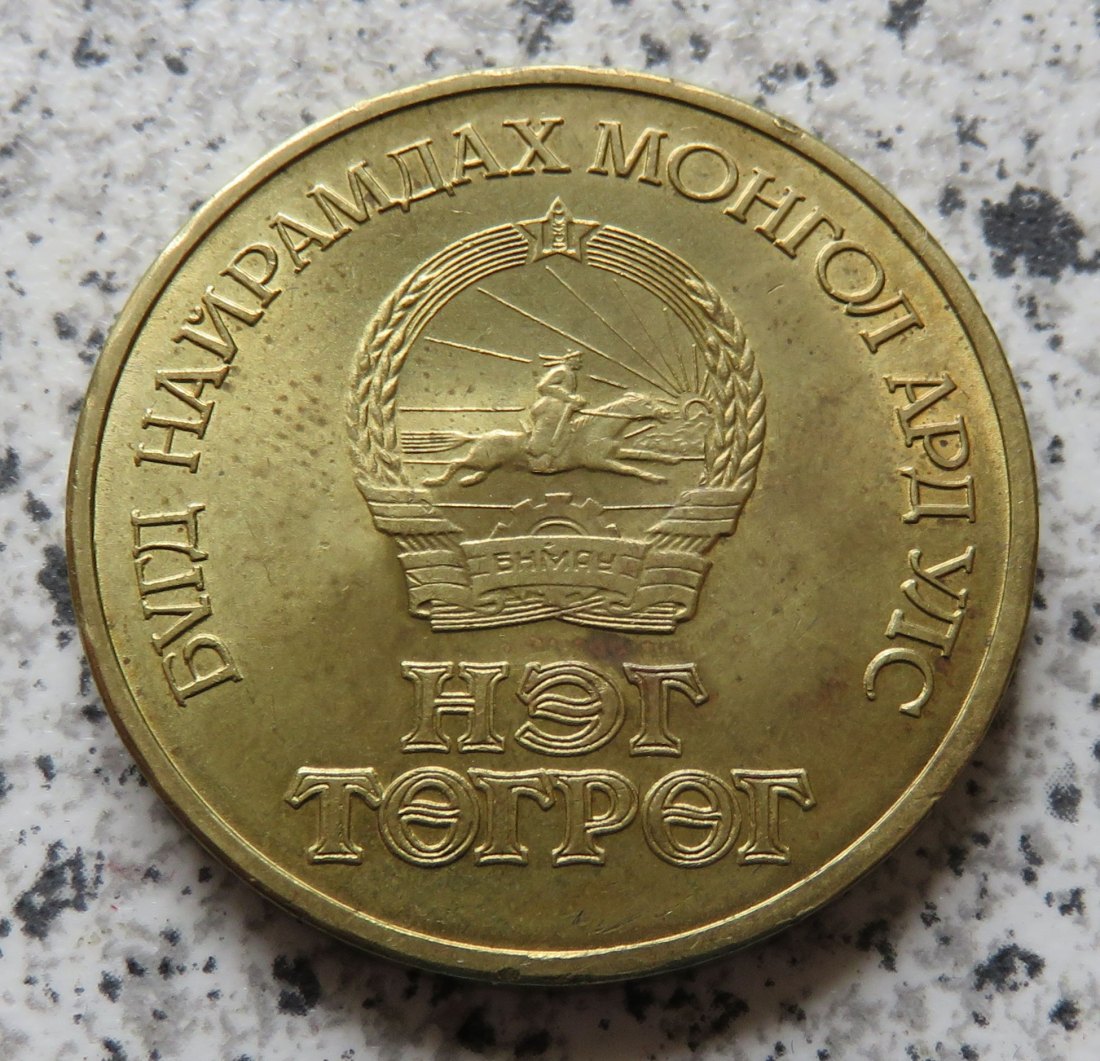 БҮГД НАЙРАМДАХ МОНГОЛ АРД УЛС
БНМАУ
НЭГ
ТӨГРӨГ